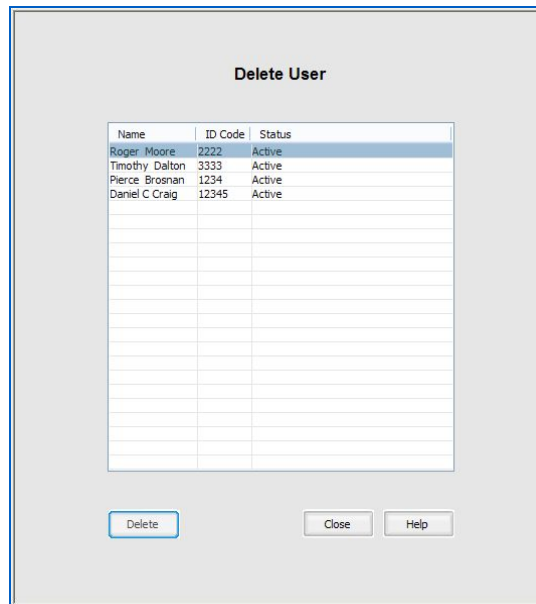 Delete User
Name ID Code Status
Roger Moore 2222 Active
Timothy Dalton 3333 Active
Pierce Brosnan 1234 Active
Daniel C Craig 12345 Active
Delete Close Help